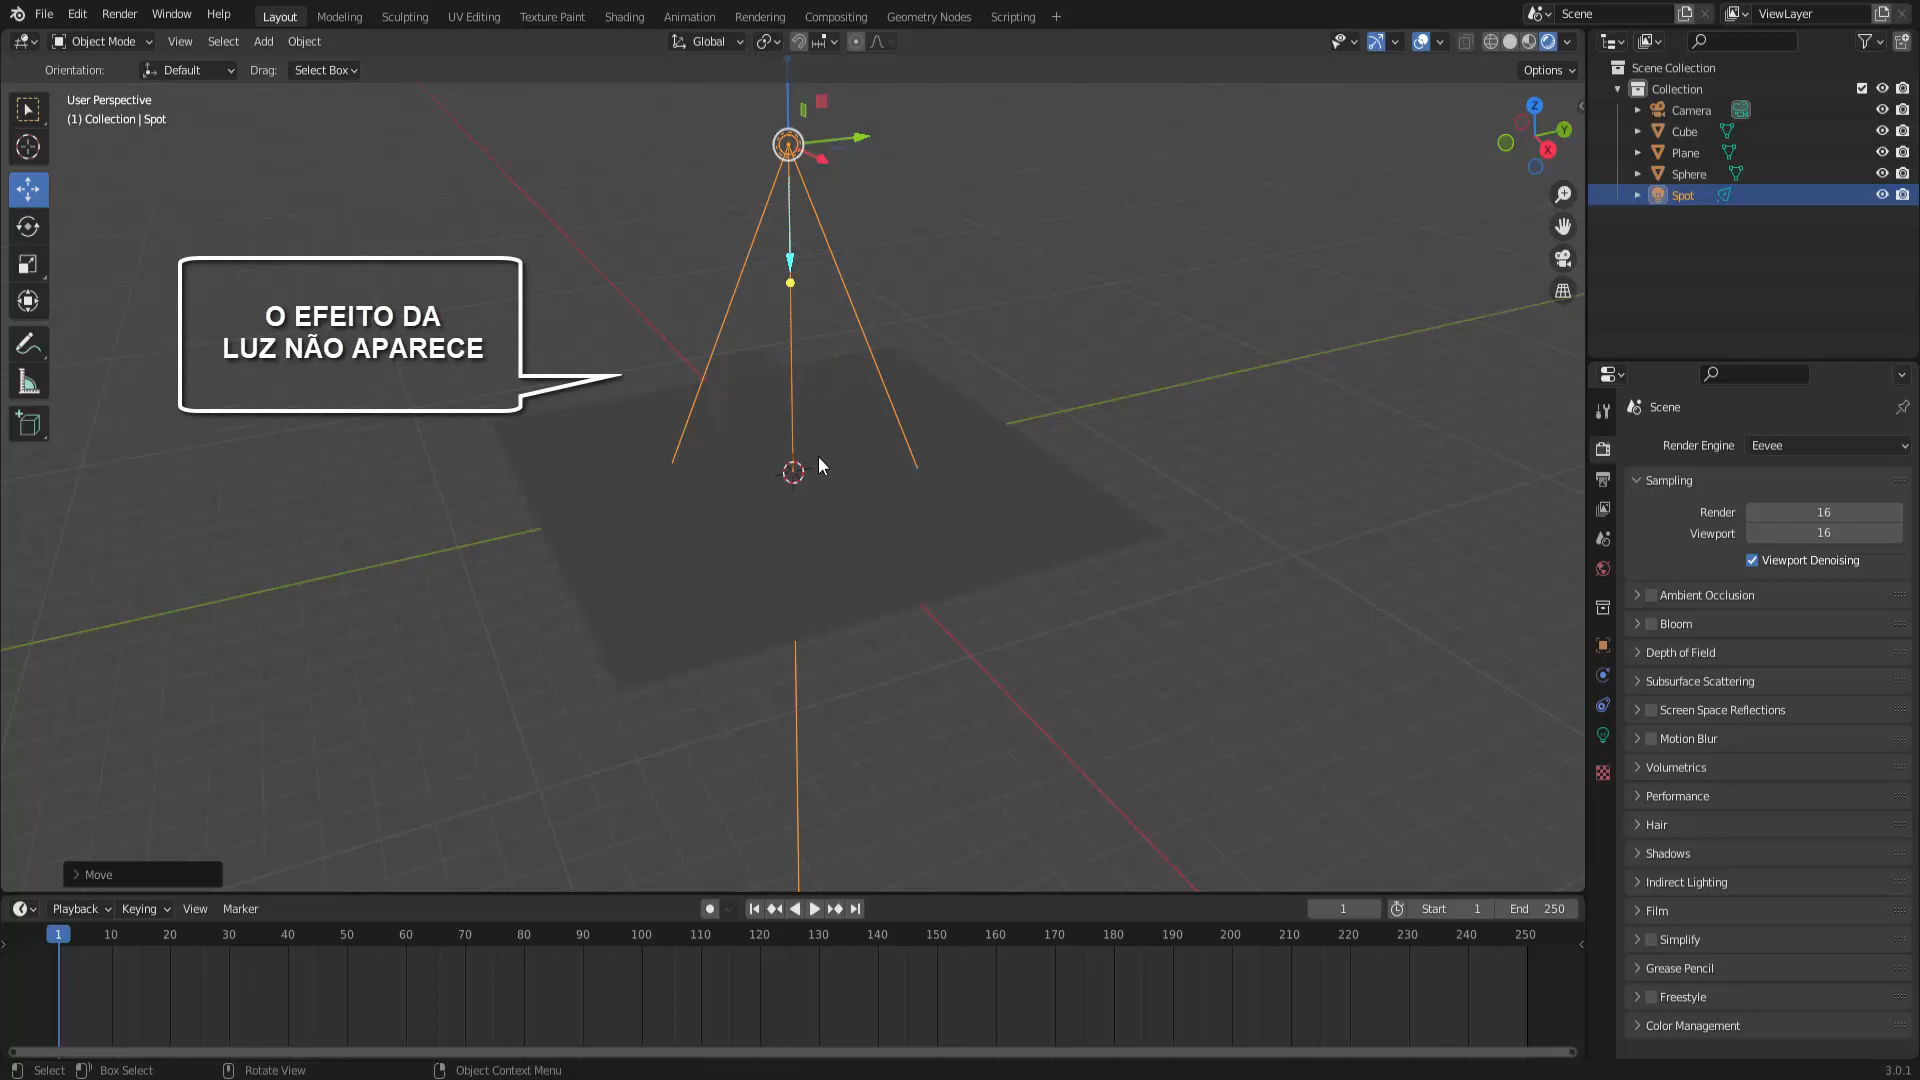 File Edit Render Window Help Layout Modeling Sculpting UV Editing Texture Paint Shading Animation Rendering Compositing Geometry Nodes Scripting + Scene ViewLayer
Object Mode View Select Add Object Global
Orientation: Default Drag: Select Box Options
User Perspective
(1) Collection | Spot
Z
Y
X
O EFEITO DA
LUZ NÃO APARECE
Move
Scene Collection
Collection
Camera
Cube
Plane
Sphere
Spot
Scene
Render Engine Eevee
Sampling
Render 16
Viewport 16
Viewport Denoising
Ambient Occlusion
Bloom
Depth of Field
Subsurface Scattering
Screen Space Reflections
Motion Blur
Volumetrics
Performance
Hair
Shadows
Indirect Lighting
Film
Simplify
Grease Pencil
Freestyle
Color Management
Playback Keying View Marker 1 Start 1 End 250
1 10 20 30 40 50 60 70 80 90 100 110 120 130 140 150 160 170 180 190 200 210 220 230 240 250
Select Box Select Rotate View Object Context Menu 3.0.1